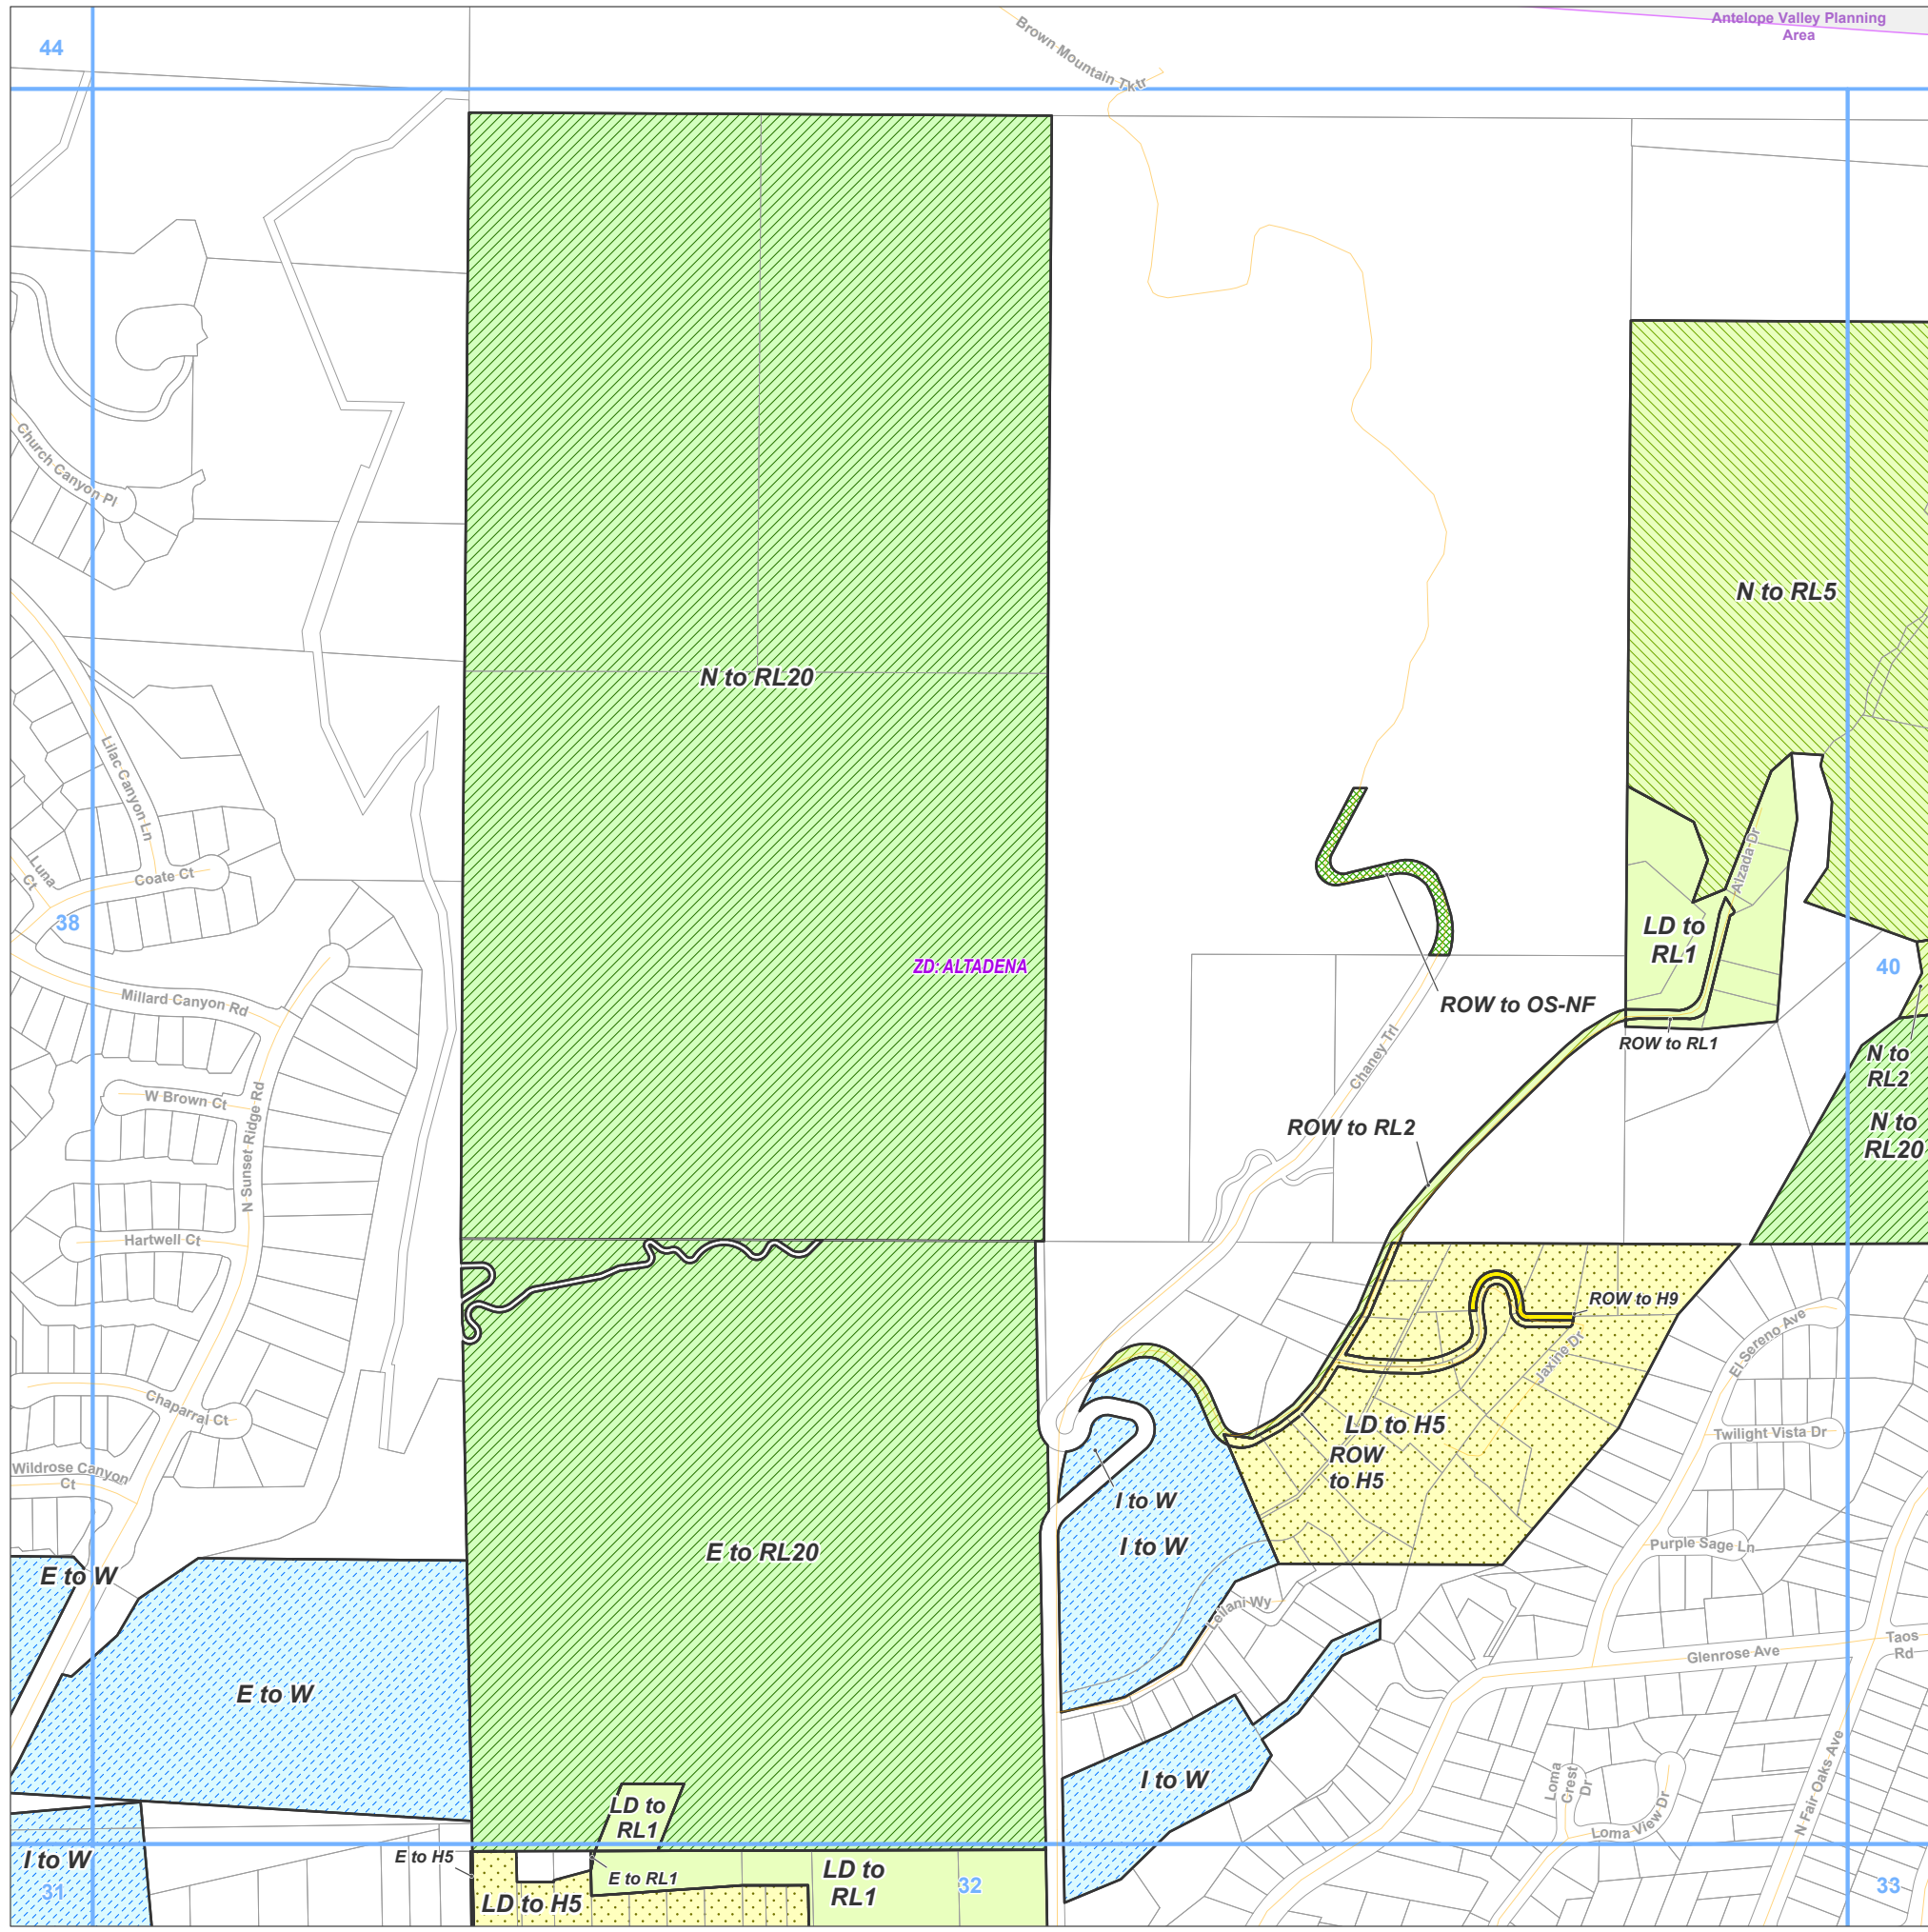 44
Brown Mountain Tktr
Antelope Valley Planning
Area
Church Canyon Pl
N to RL5
N to RL20
Lilac Canyon Ln
Luna
Ct
Coate Ct
38
Alzada Dr
LD to
RL1
ZD: ALTADENA
40
Millard Canyon Rd
ROW to OS-NF
ROW to RL1
Chaney Trl
N to
RL2
W Brown Ct
ROW to RL2
N to
RL20
N Sunset Ridge Rd
Hartwell Ct
ROW to H9
El Sereno Ave
Jaxine Dr
Chaparral Ct
LD to H5
Twilight Vista Dr
ROW
to H5
Wildrose Canyon
Ct
I to W
I to W
E to RL20
Purple Sage Ln
E to W
Leilani Wy
Glenrose Ave
Taos
Rd
E to W
I to W
Loma
Crest
Dr
N Fair Oaks Ave
LD to
RL1
Loma View Dr
I to W
E to H5
31
E to RL1
LD to
RL1
32
33
LD to H5